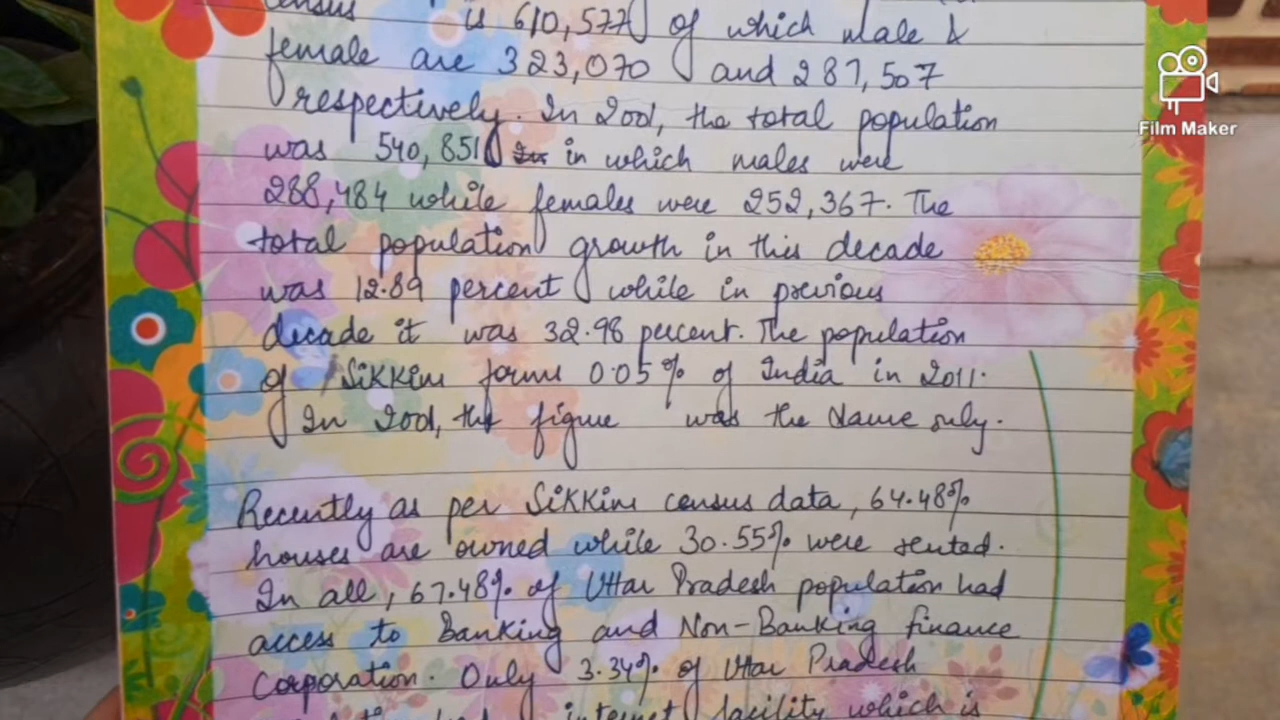 census is 610,577 of which male &
female are 323,070 and 287,507
respectively. In 2001, the total population
was 540,851 in which males were
288,484 while females were 252,367. The
total population growth in this decade
was 12.89 percent while in previous
decade it was 32.98 percent. The population
of Sikkim forms 0.05% of India in 2011.
In 2001, the figure was the same only.
Recently as per Sikkim census data, 64.48%
houses are owned while 30.55% were rented.
In all, 67.48% of Uttar Pradesh population had
access to Banking and Non-Banking finance
Corporation. Only 3.34% of Uttar Pradesh
internet facility which is
Film Maker